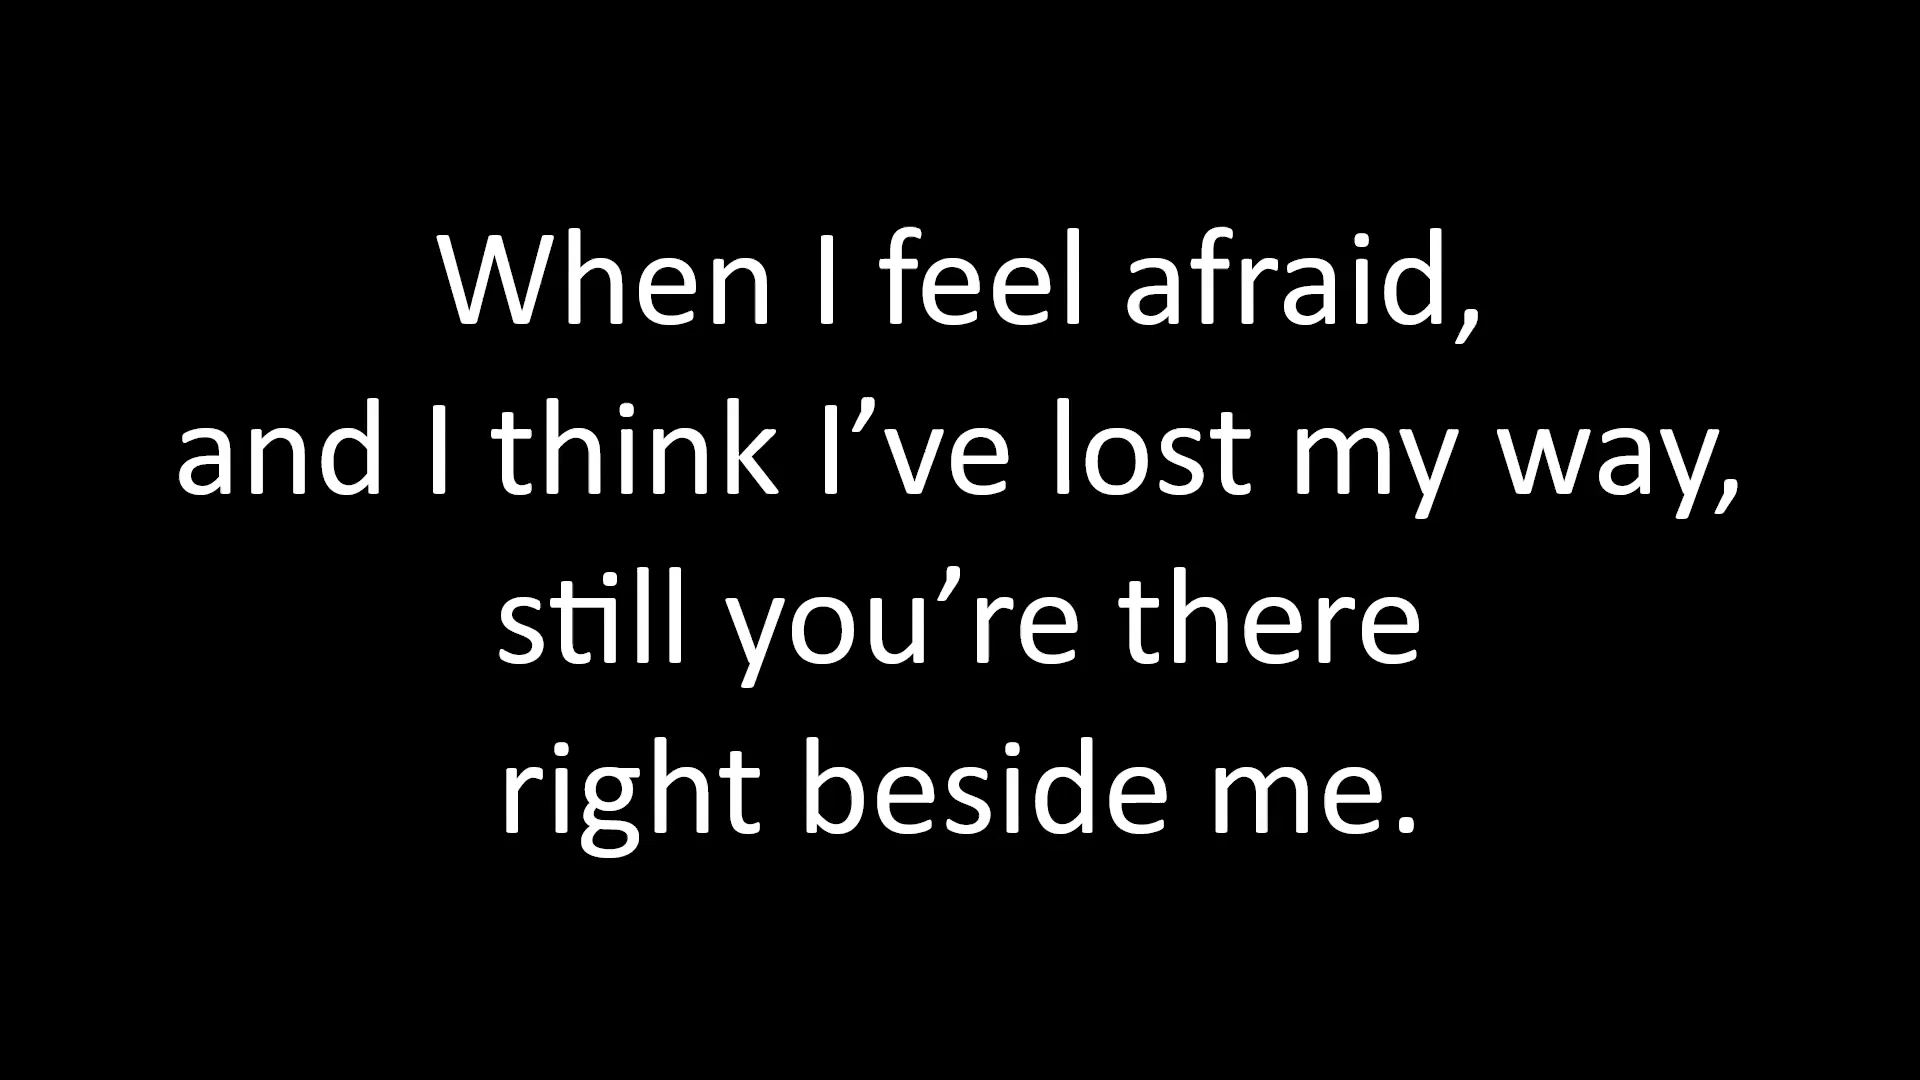 When I feel afraid,
and I think I’ve lost my way,
still you’re there
right beside me.